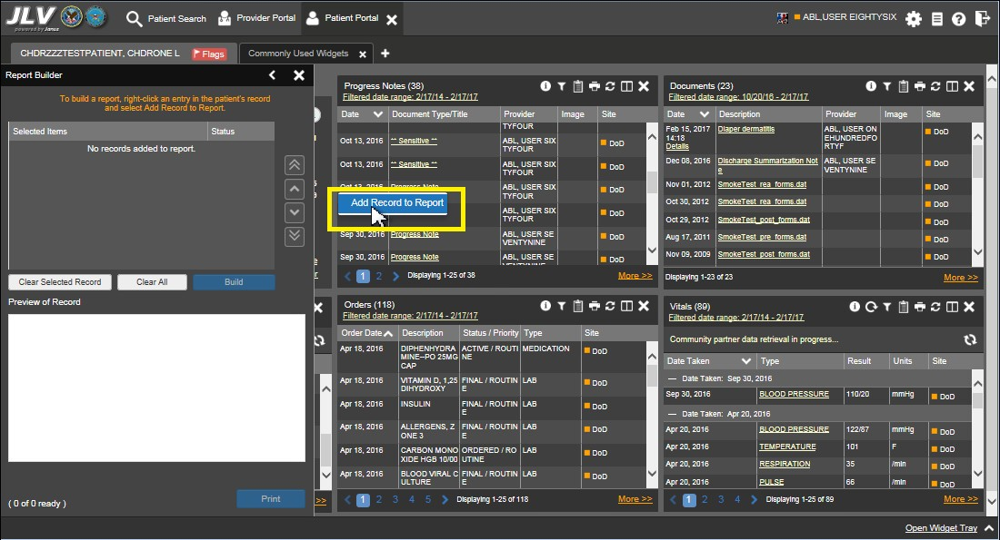 JLV
powered by Janus
Patient Search
Provider Portal
Patient Portal
ABL,USER EIGHTYSIX
CHDRZZZTESTPATIENT, CHDRONE L
Flags
Commonly Used Widgets
Report Builder
To build a report, right-click an entry in the patient's record
and select Add Record to Report.
Selected Items Status
No records added to report.
Clear Selected Record Clear All Build
Preview of Record
( 0 of 0 ready ) Print
>>
Progress Notes (38)
Filtered date range: 2/17/14 - 2/17/17
Date Document Type/Title Provider Image Site
TYFOUR
Oct 13, 2016 ** Sensitive ** ABL, USER SIX DoD
TYFOUR
Oct 13, 2016 ** Sensitive ** ABL, USER SIX DoD
TYFOUR
Oct 13, 2016 Progress Note ABL, USER SIX DoD
TYFOUR
Add Record to Report
ABL, USER SIX DoD
TYFOUR
Sep 30, 2016 Progress Note ABL, USER SE DoD
VENTYNINE
Sep 30, 2016 Progress Note ABL, USER SE DoD
1 2 Displaying 1-25 of 38 More >>
Documents (23)
Filtered date range: 10/20/16 - 2/17/17
Date Description Provider Image Site
Feb 15, 2017 Diaper dermatitis ABL, USER ON DoD
14:18 EHUNDREDFO
Details RTYF
Dec 08, 2016 Discharge Summarization Not ABL, USER SE DoD
e VENTYNINE
Nov 01, 2012 SmokeTest_rea_forms.dat DoD
Oct 30, 2012 SmokeTest_rea_forms.dat DoD
Oct 29, 2012 SmokeTest_post_forms.dat DoD
Aug 17, 2011 SmokeTest_pre_forms.dat DoD
Nov 09, 2009 SmokeTest_post_forms.dat DoD
Displaying 1-23 of 23 More >>
Orders (118)
Filtered date range: 2/17/14 - 2/17/17
Order Date Description Status / Priority Type Site
Apr 18, 2016 DIPHENHYDRA ACTIVE / ROUTI MEDICATION DoD
MINE--PO 25MG NE
CAP
Apr 18, 2016 VITAMIN D, 1,25 FINAL / ROUTIN LAB DoD
DIHYDROXY E
Apr 18, 2016 INSULIN FINAL / ROUTIN LAB DoD
E
Apr 18, 2016 ALLERGENS, Z FINAL / ROUTIN LAB DoD
ONE 3 E
Apr 18, 2016 CARBON MONO ORDERED / RO LAB DoD
XIDE HGB 10/00 UTINE
Apr 18, 2016 BLOOD VIRAL C FINAL / ROUTIN LAB DoD
ULTURE E
1 2 3 4 5 Displaying 1-25 of 118 More >>
Vitals (89)
Filtered date range: 2/17/14 - 2/17/17
Community partner data retrieval in progress...
Date Taken Type Result Units Site
— Date Taken: Sep 30, 2016
Sep 30, 2016 BLOOD PRESSURE 110/20 mmHg DoD
— Date Taken: Apr 20, 2016
Apr 20, 2016 BLOOD PRESSURE 122/87 mmHg DoD
Apr 20, 2016 TEMPERATURE 101 F DoD
Apr 20, 2016 RESPIRATION 35 /min DoD
Apr 20, 2016 PULSE 66 /min DoD
1 2 3 4 Displaying 1-25 of 89 More >>
Open Widget Tray